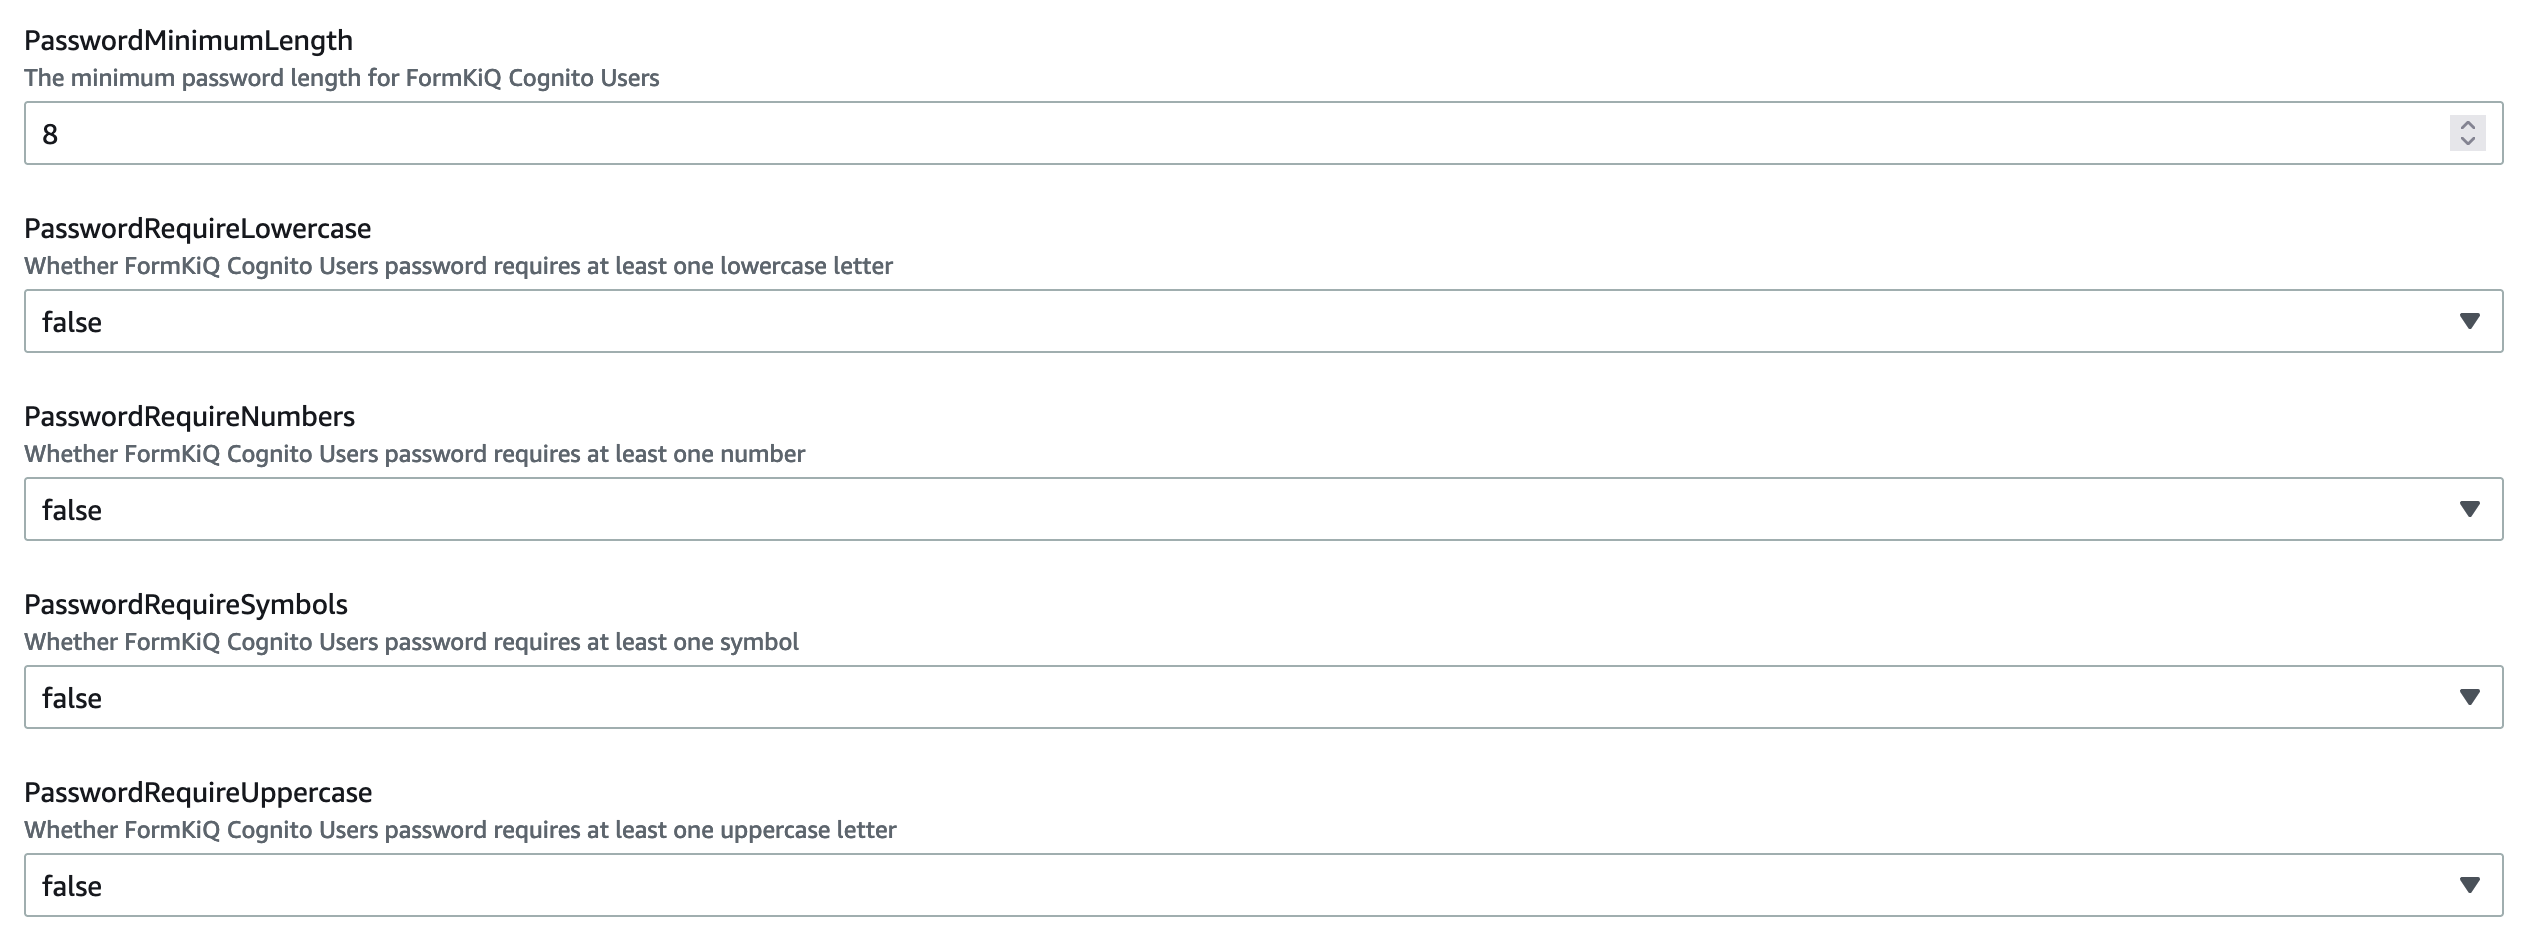 PasswordMinimumLength
The minimum password length for FormKiQ Cognito Users
8
PasswordRequireLowercase
Whether FormKiQ Cognito Users password requires at least one lowercase letter
false
PasswordRequireNumbers
Whether FormKiQ Cognito Users password requires at least one number
false
PasswordRequireSymbols
Whether FormKiQ Cognito Users password requires at least one symbol
false
PasswordRequireUppercase
Whether FormKiQ Cognito Users password requires at least one uppercase letter
false